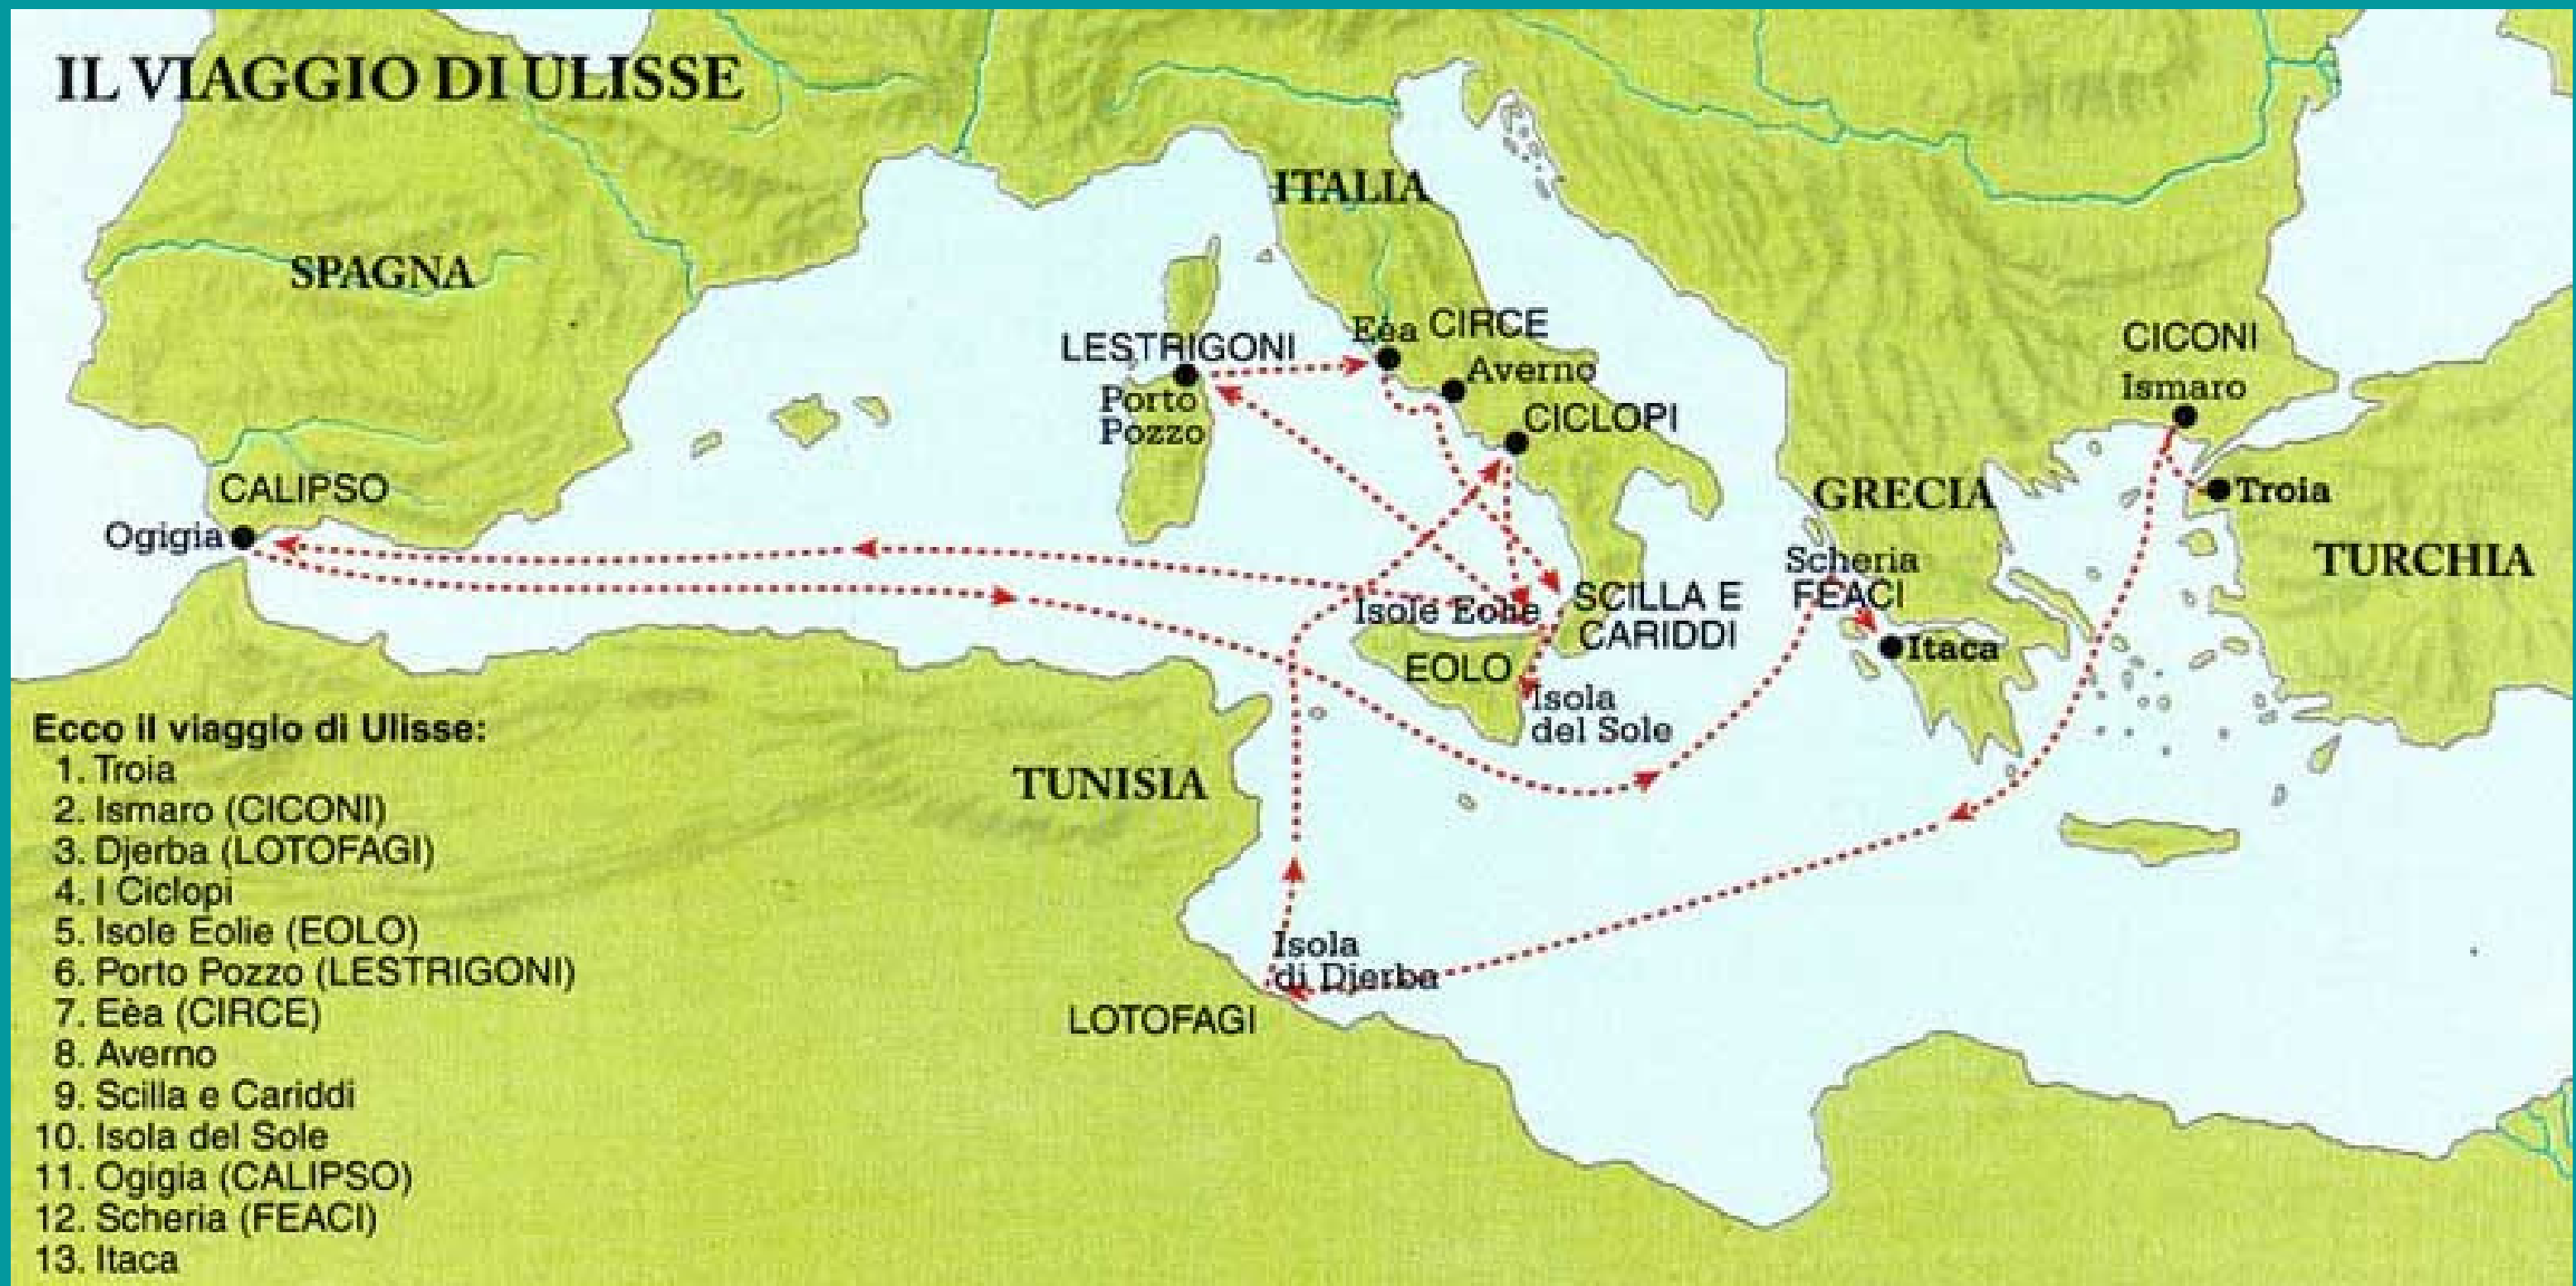 IL VIAGGIO DI ULISSE
ITALIA
SPAGNA
LESTRIGONI
Porto
Pozzo
Eèa CIRCE
Averno
CICLOPI
CICONI
Ismaro
CALIPSO
Ogigia
GRECIA
Troia
TURCHIA
Scheria
FEACI
Itaca
Isole Eolie
SCILLA E
CARIDDI
EOLO
Isola
del Sole
TUNISIA
Isola
di Djerba
LOTOFAGI
Ecco il viaggio di Ulisse:
1. Troia
2. Ismaro (CICONI)
3. Djerba (LOTOFAGI)
4. I Ciclopi
5. Isole Eolie (EOLO)
6. Porto Pozzo (LESTRIGONI)
7. Eèa (CIRCE)
8. Averno
9. Scilla e Cariddi
10. Isola del Sole
11. Ogigia (CALIPSO)
12. Scheria (FEACI)
13. Itaca